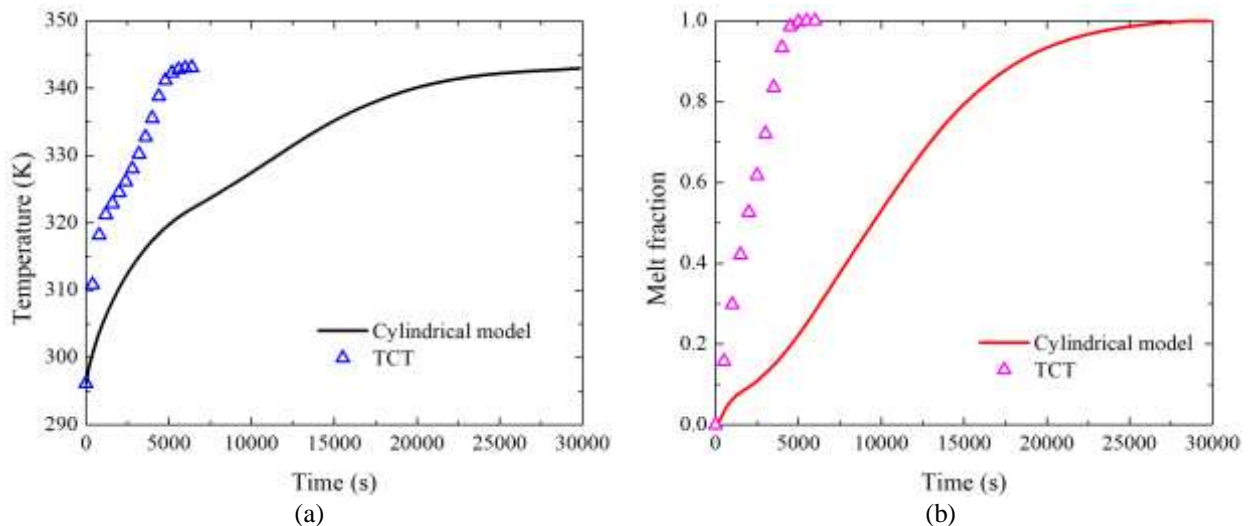 350
340
330
320
310
300
290
Temperature (K)
Cylindrical model
TCT
0 5000 10000 15000 20000 25000 30000
Time (s)
(a)
1.0
0.8
0.6
0.4
0.2
0.0
Melt fraction
Cylindrical model
TCT
0 5000 10000 15000 20000 25000 30000
Time (s)
(b)